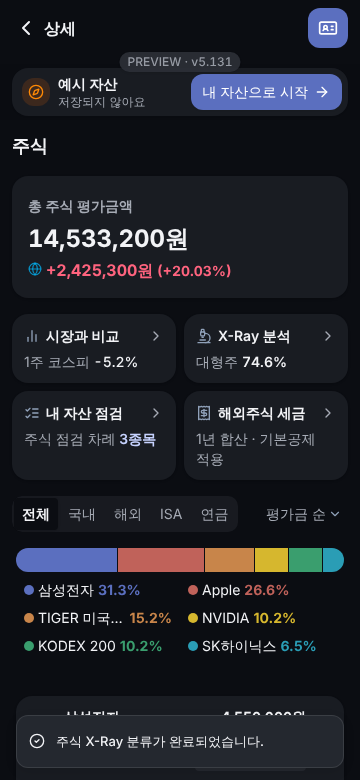 상세
PREVIEW · v5.131
예시 자산
저장되지 않아요
내 자산으로 시작
주식
총 주식 평가금액
14,533,200원
+2,425,300원 (+20.03%)
시장과 비교
1주 코스피 -5.2%
X-Ray 분석
대형주 74.6%
내 자산 점검
주식 점검 차례 3종목
해외주식 세금
1년 합산 · 기본공제
적용
전체 국내 해외 ISA 연금 평가금 순
삼성전자 31.3% Apple 26.6%
TIGER 미국... 15.2% NVIDIA 10.2%
KODEX 200 10.2% SK하이닉스 6.5%
주식 X-Ray 분류가 완료되었습니다.